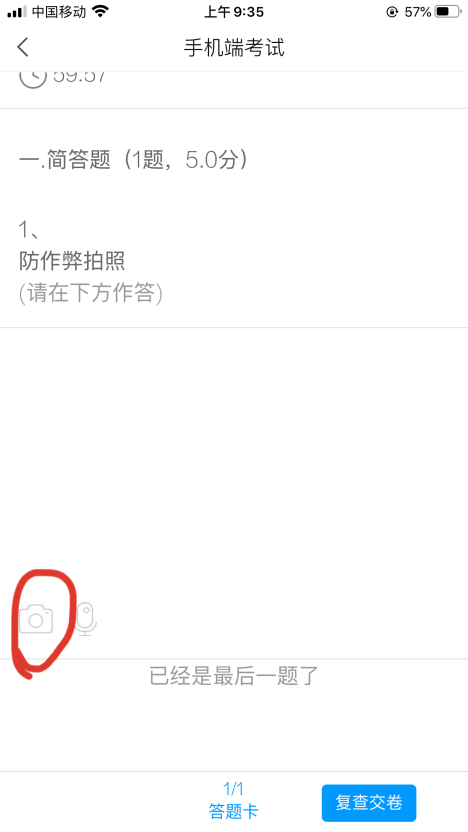 中国移动 上午9:35 57%
手机端考试
59:57
一.简答题（1题，5.0分）
1、
防作弊拍照
(请在下方作答)
已经是最后一题了
1/1
答题卡
复查交卷